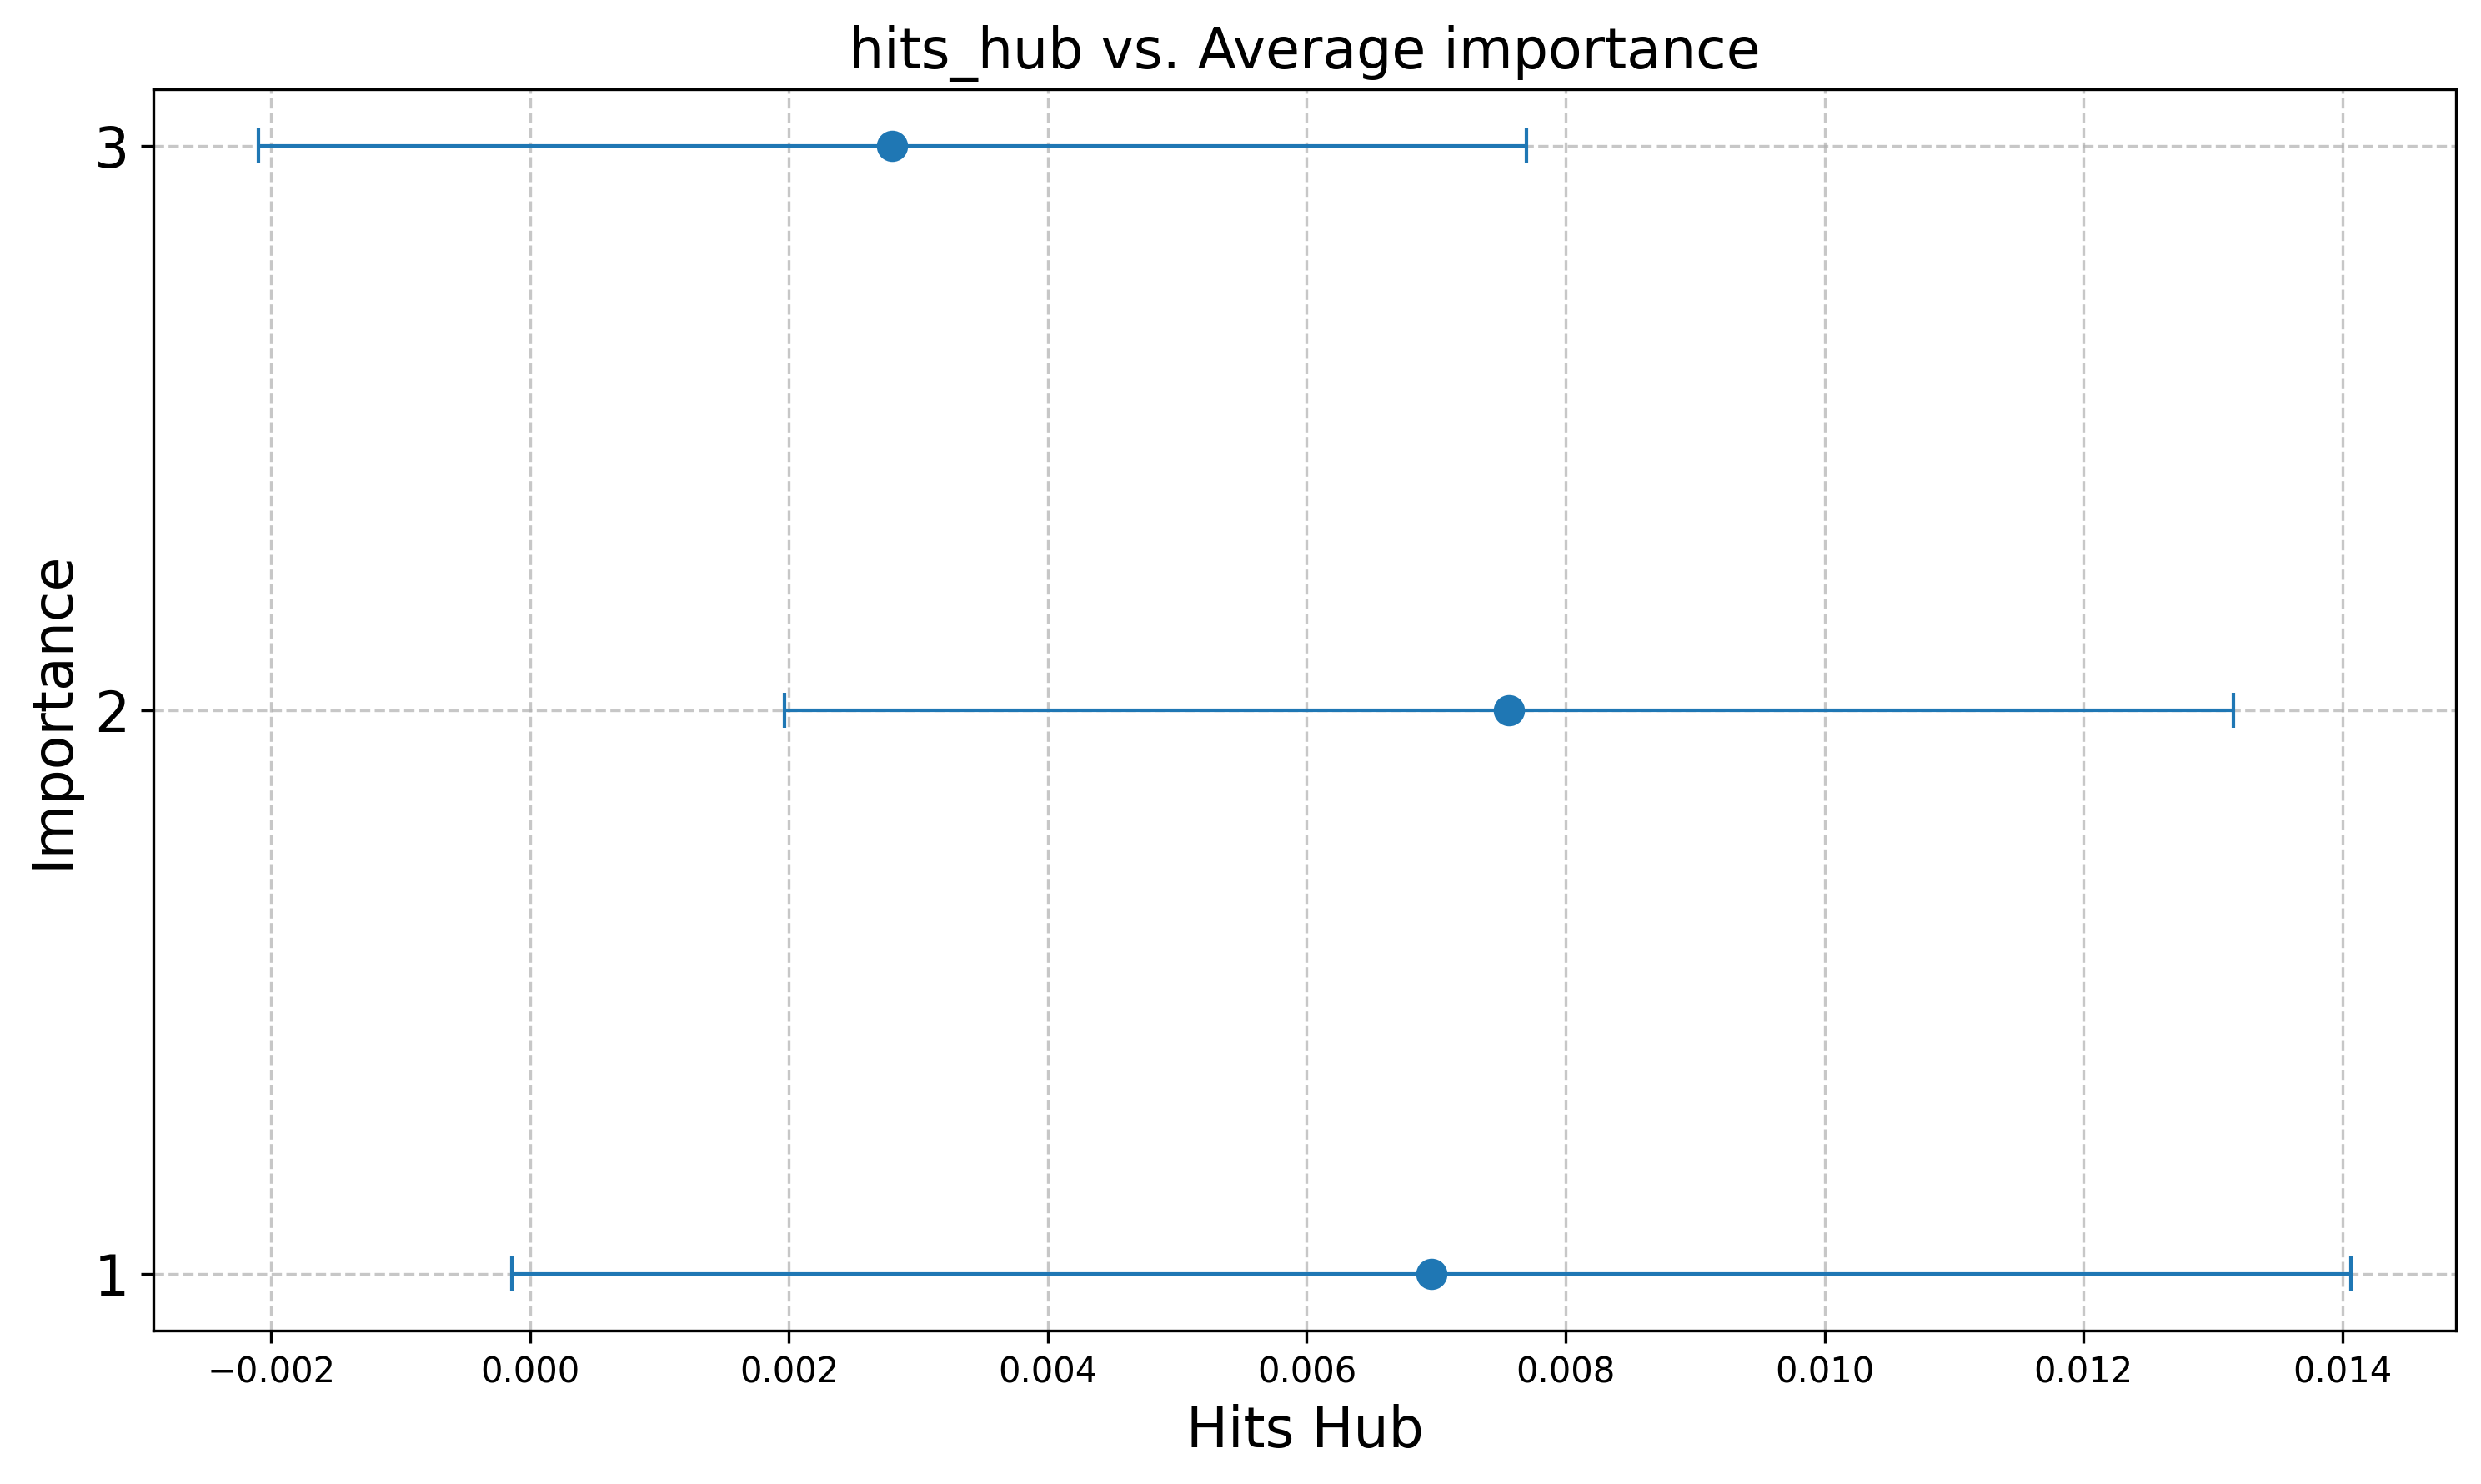 hits_hub vs. Average importance
3
2
1
Importance
−0.002 0.000 0.002 0.004 0.006 0.008 0.010 0.012 0.014
Hits Hub